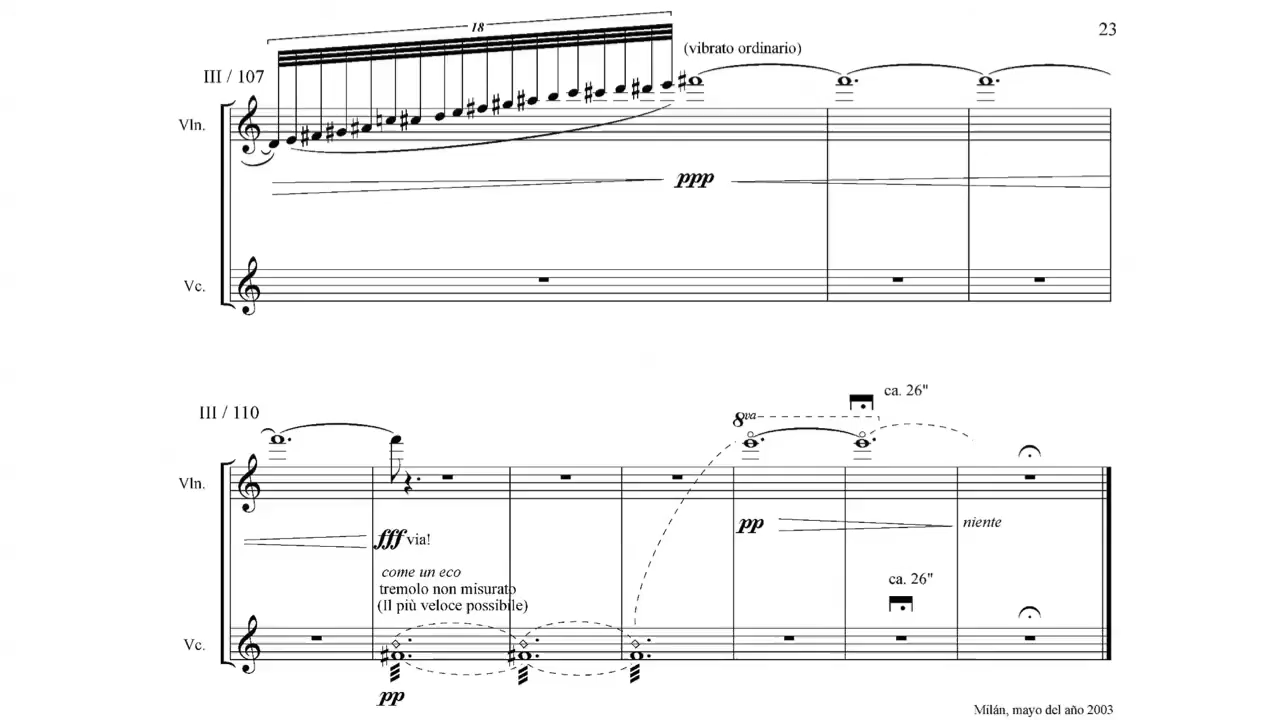 18
23
(vibrato ordinario)
III / 107
Vln.
ppp
Vc.
ca. 26"
III / 110
8va
Vln.
pp
niente
fff via!
come un eco
tremolo non misurato
(Il più veloce possibile)
ca. 26"
Vc.
pp
Milán, mayo del año 2003